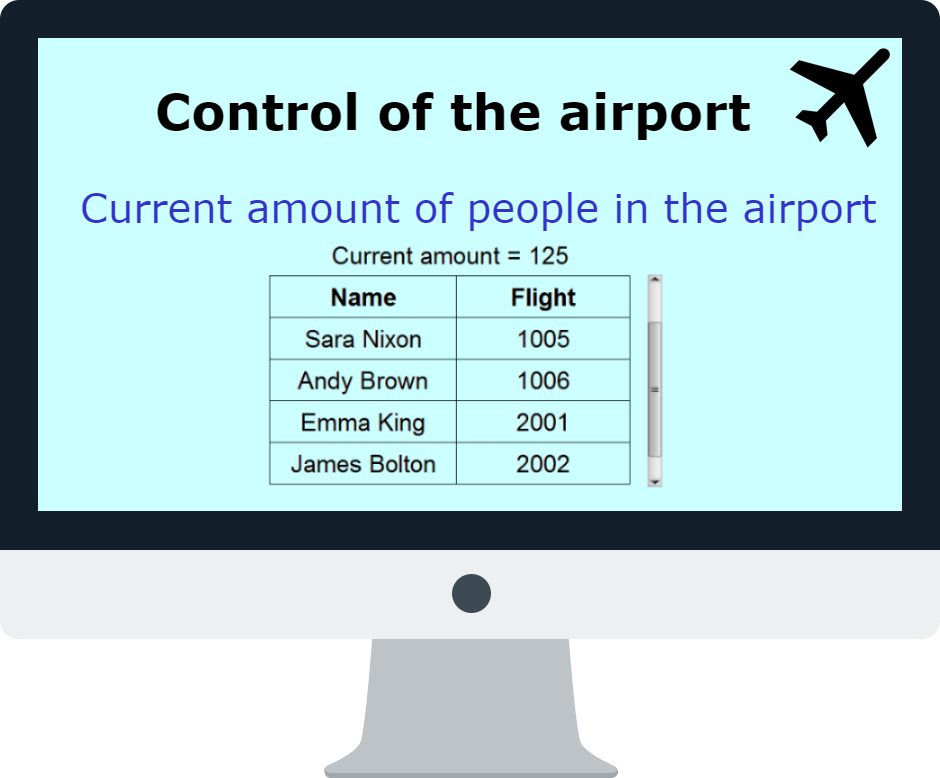 Control of the airport
Current amount of people in the airport
Current amount = 125
Name Flight
Sara Nixon 1005
Andy Brown 1006
Emma King 2001
James Bolton 2002